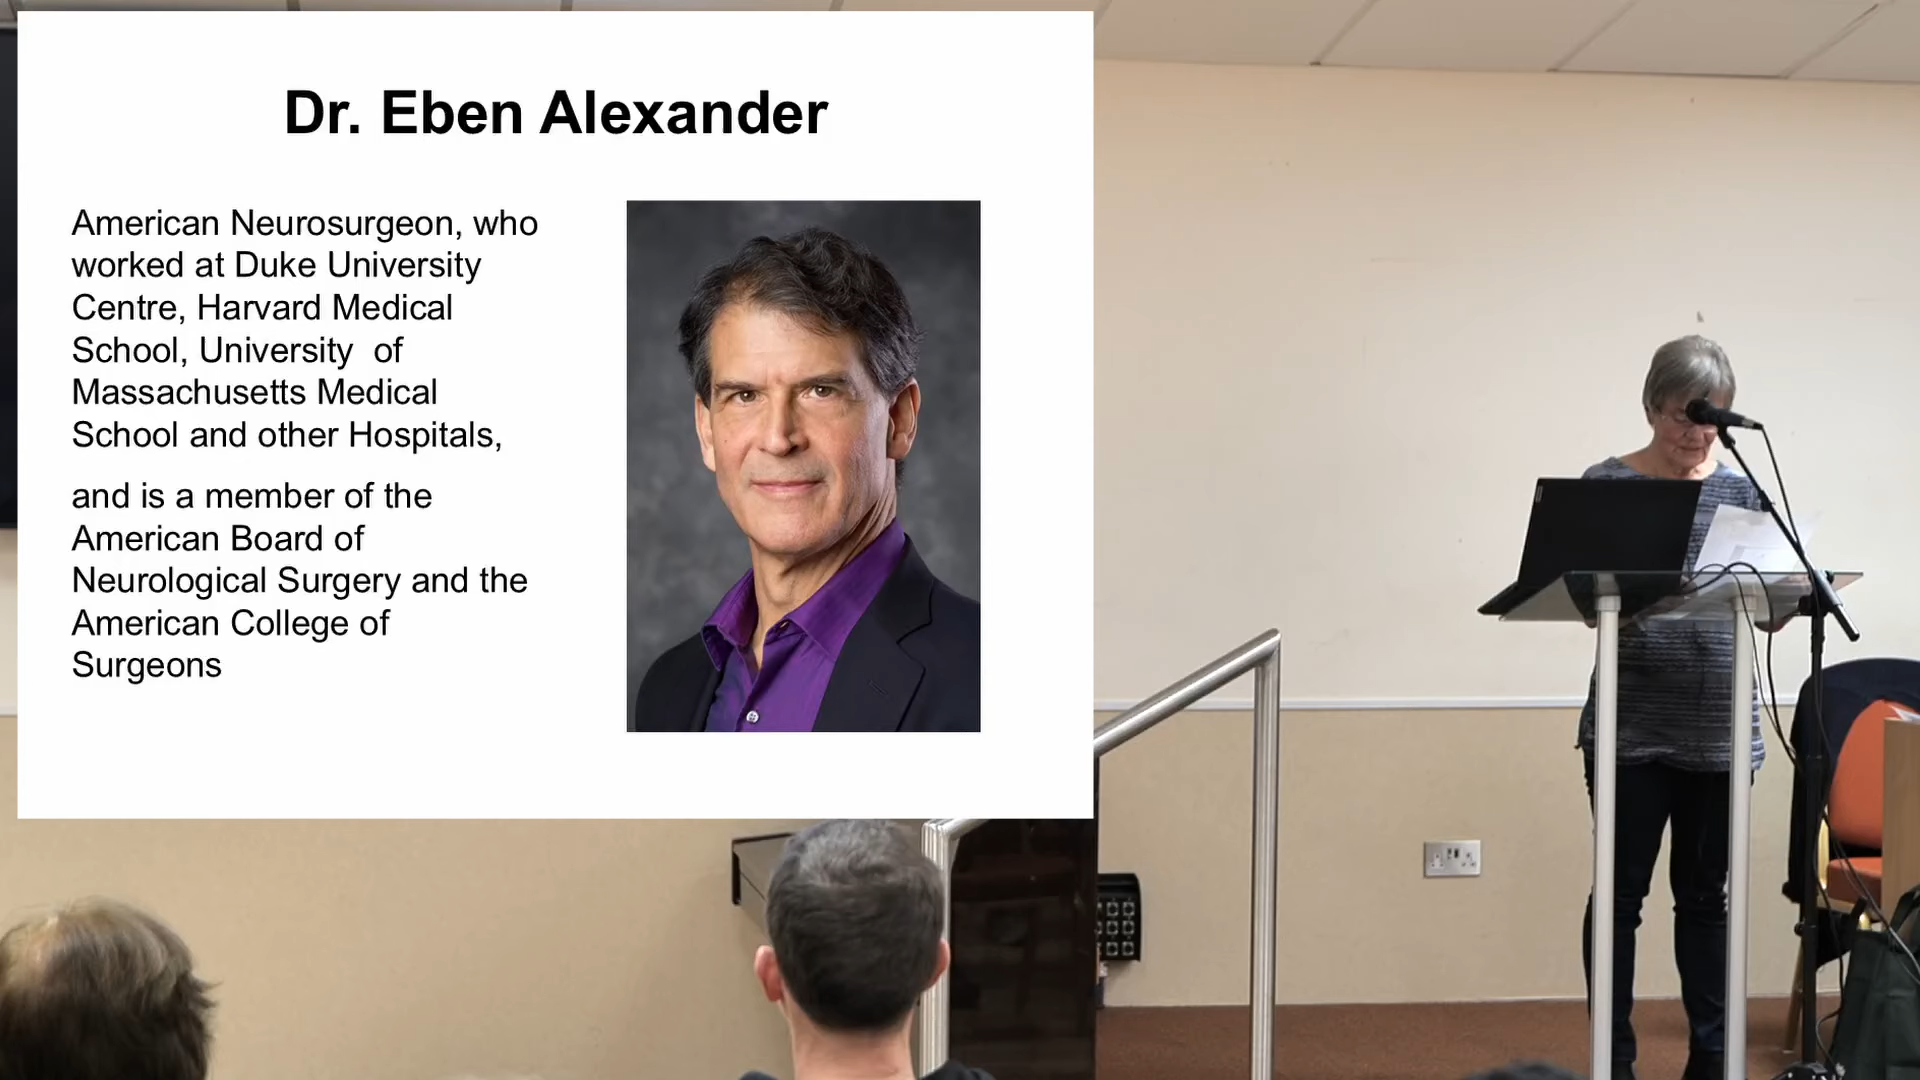 Dr. Eben Alexander
American Neurosurgeon, who
worked at Duke University
Centre, Harvard Medical
School, University  of
Massachusetts Medical
School and other Hospitals,
and is a member of the
American Board of
Neurological Surgery and the
American College of
Surgeons